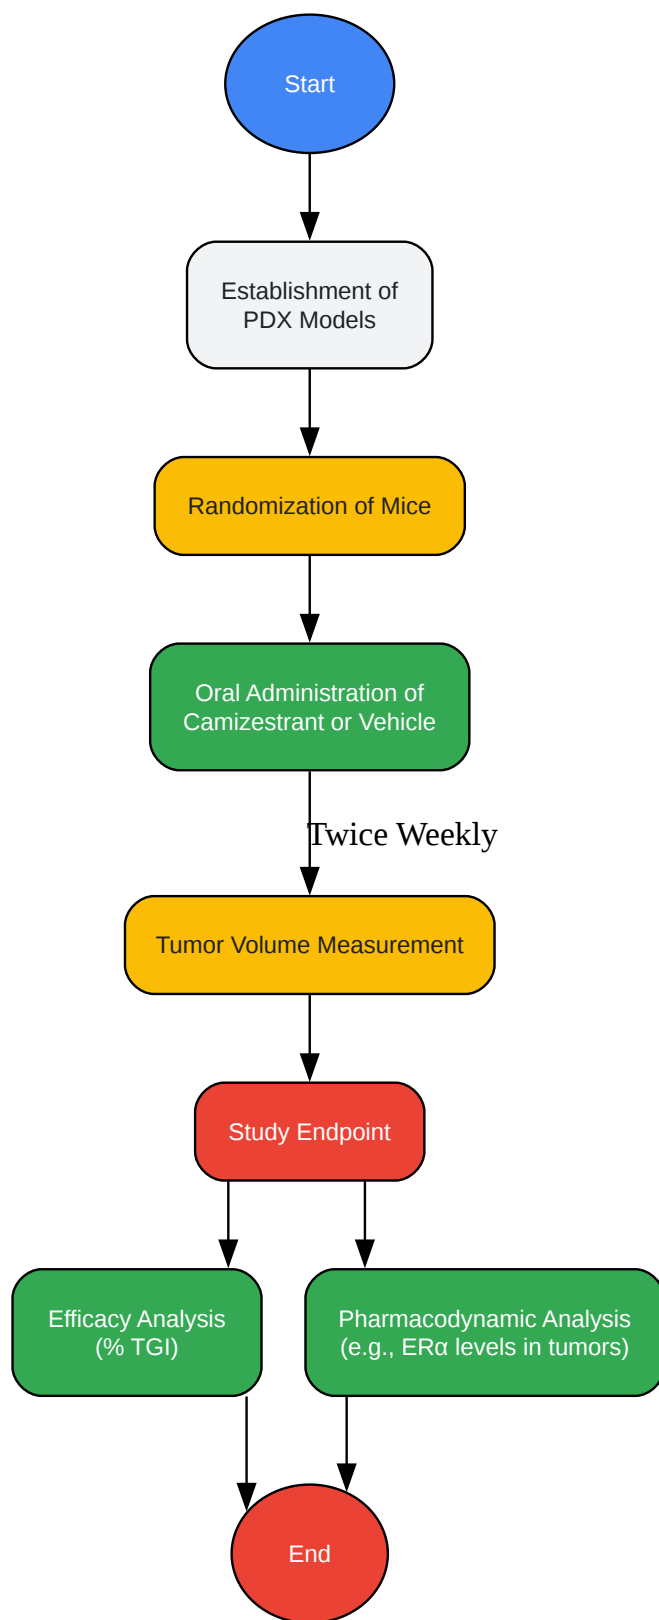 Start
Establishment of
PDX Models
Randomization of Mice
Oral Administration of
Camizestrant or Vehicle
Twice Weekly
Tumor Volume Measurement
Study Endpoint
Efficacy Analysis
(% TGI)
Pharmacodynamic Analysis
(e.g., ERα levels in tumors)
End